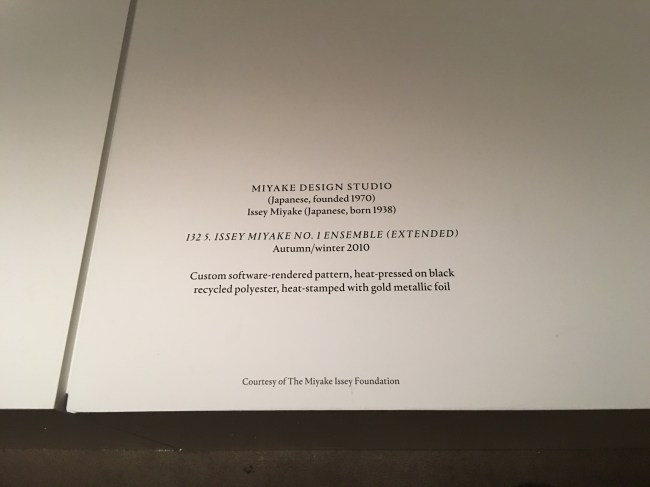 MIYAKE DESIGN STUDIO
(Japanese, founded 1970)
Issey Miyake (Japanese, born 1938)
132 5. ISSEY MIYAKE NO. 1 ENSEMBLE (EXTENDED)
Autumn/winter 2010
Custom software-rendered pattern, heat-pressed on black
recycled polyester, heat-stamped with gold metallic foil
Courtesy of The Miyake Issey Foundation